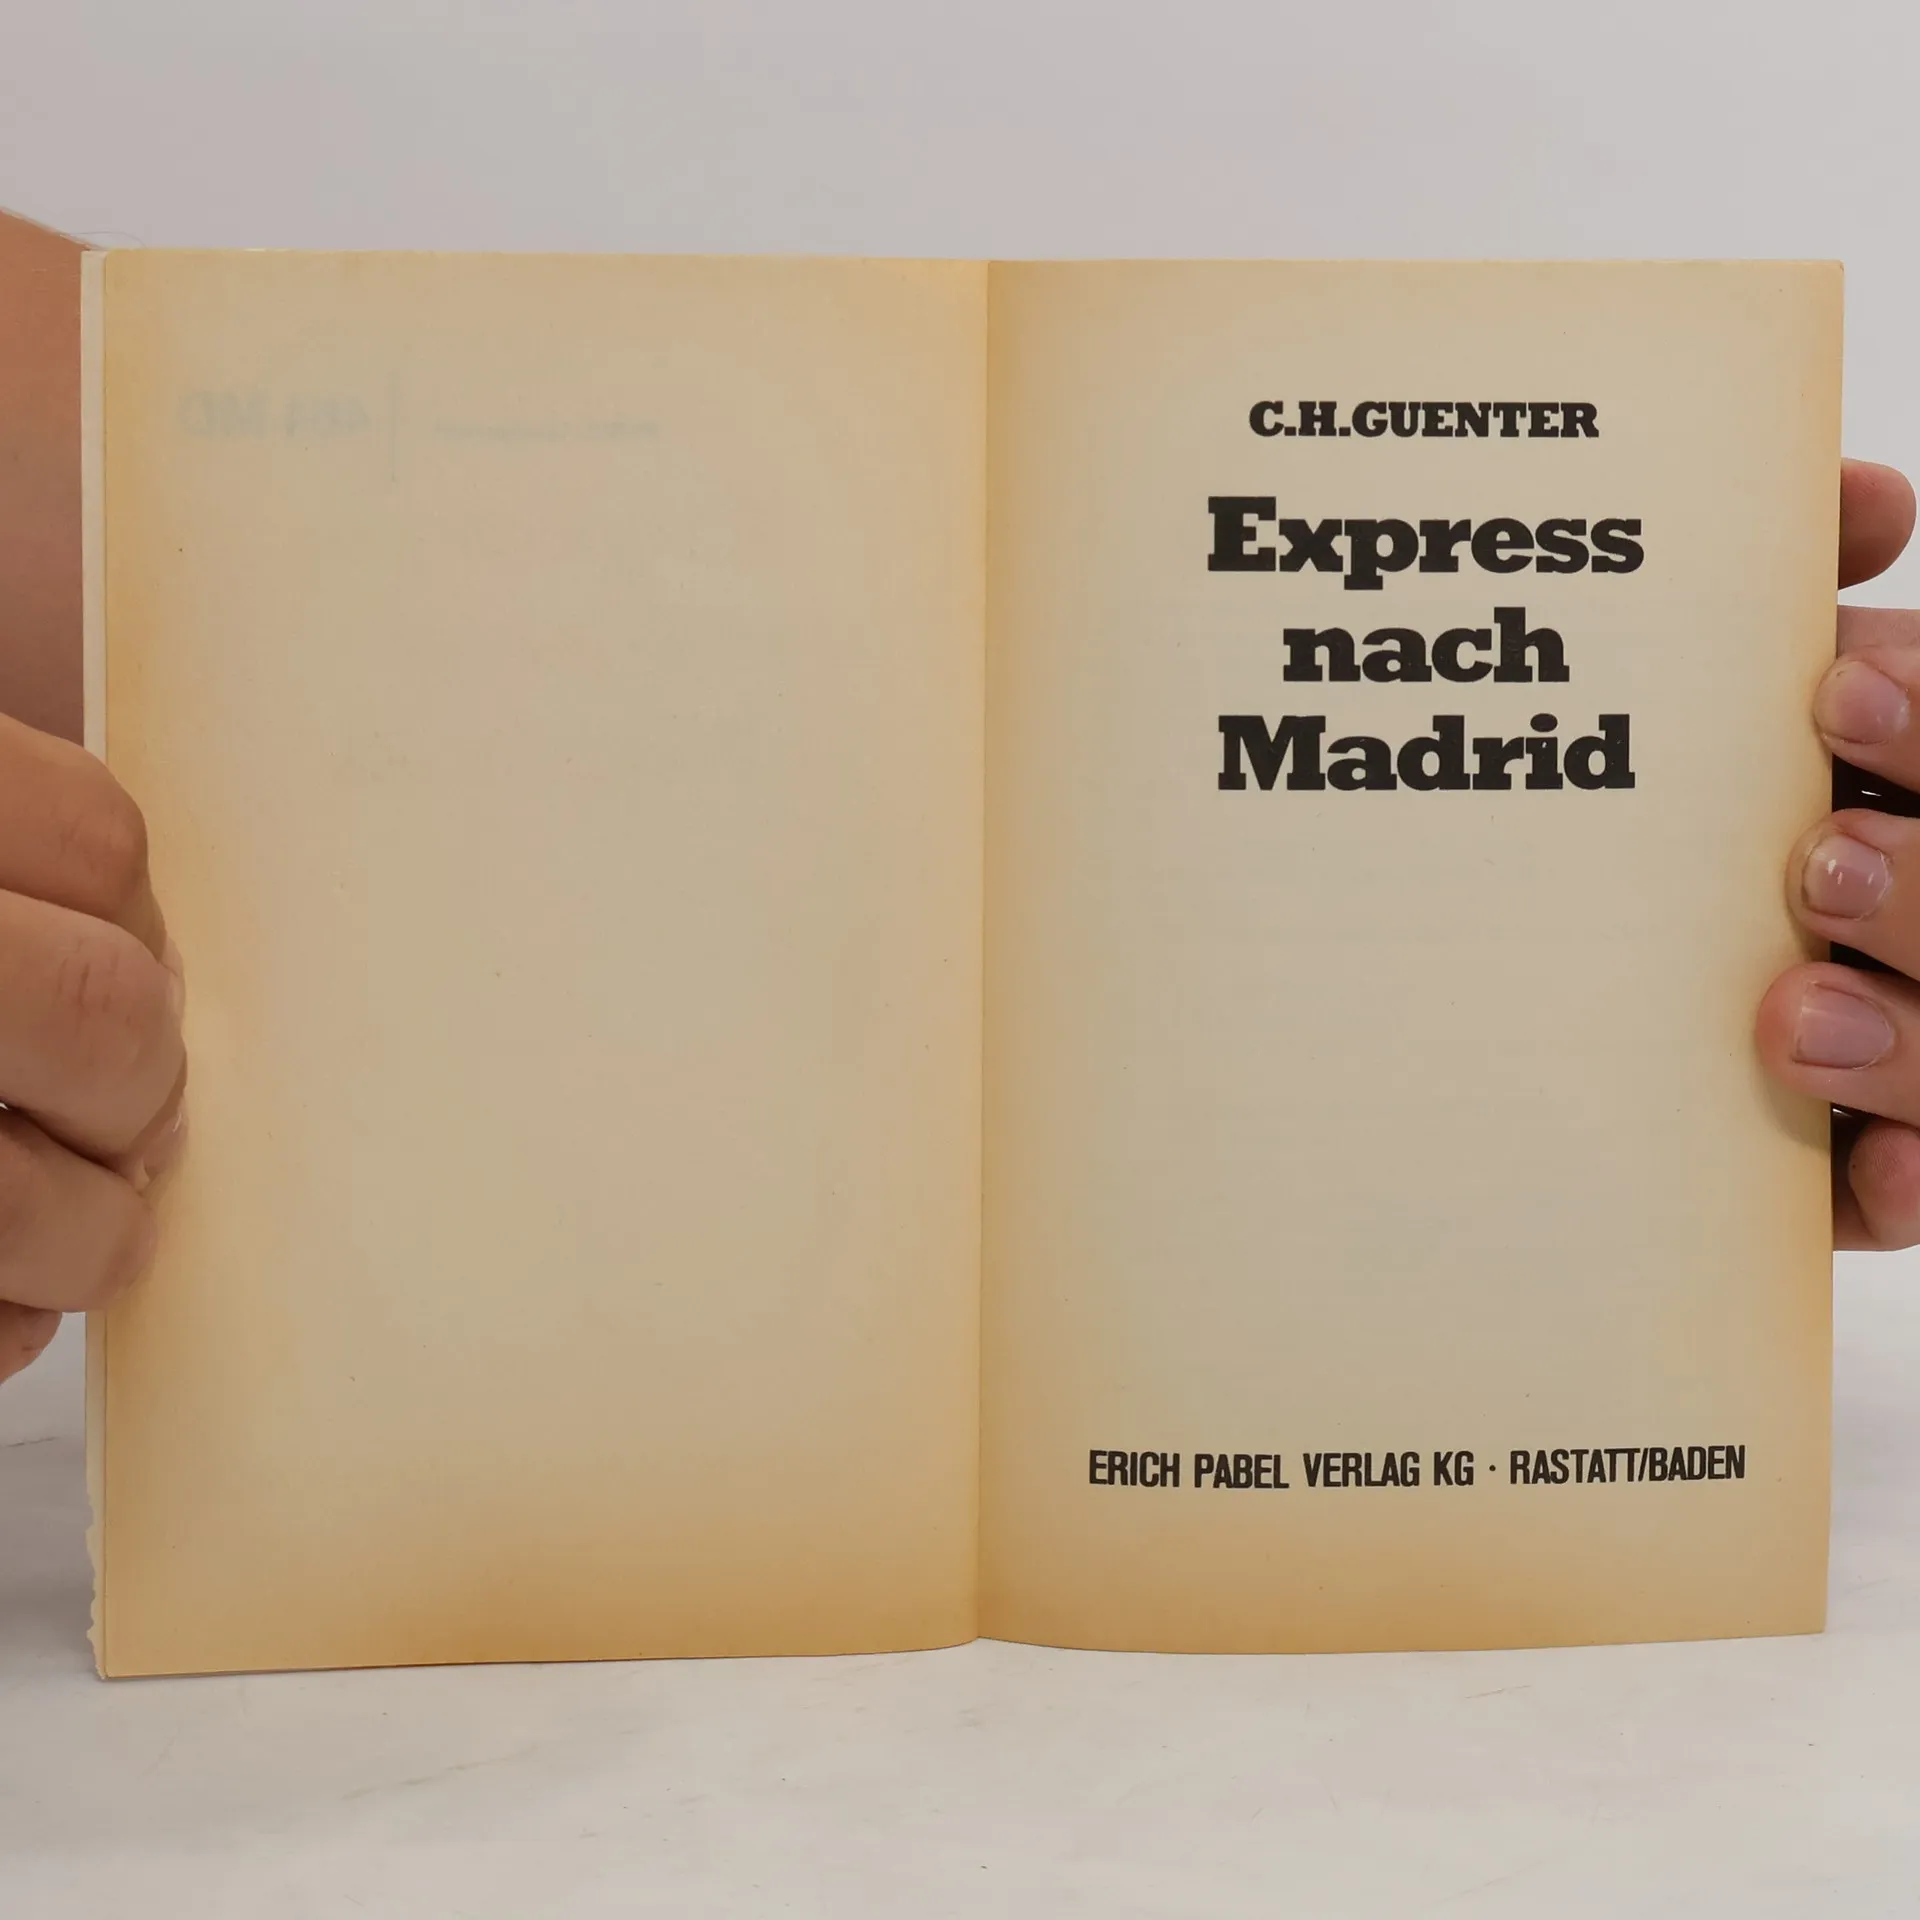 C.H.GUENTER
Express
nach
Madrid
ERICH PABEL VERLAG KG · RASTATT/BADEN